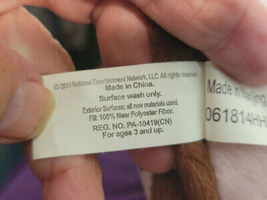 © 2014 National Entertainment Network, LLC. All rights reserved.
Made in China.
Surface wash only.
Exterior Surfaces: all new materials used.
Fill: 100% New Polyester Fiber.
REG. NO. PA-10419(CN)
For ages 3 and up.
Made in
061814HH